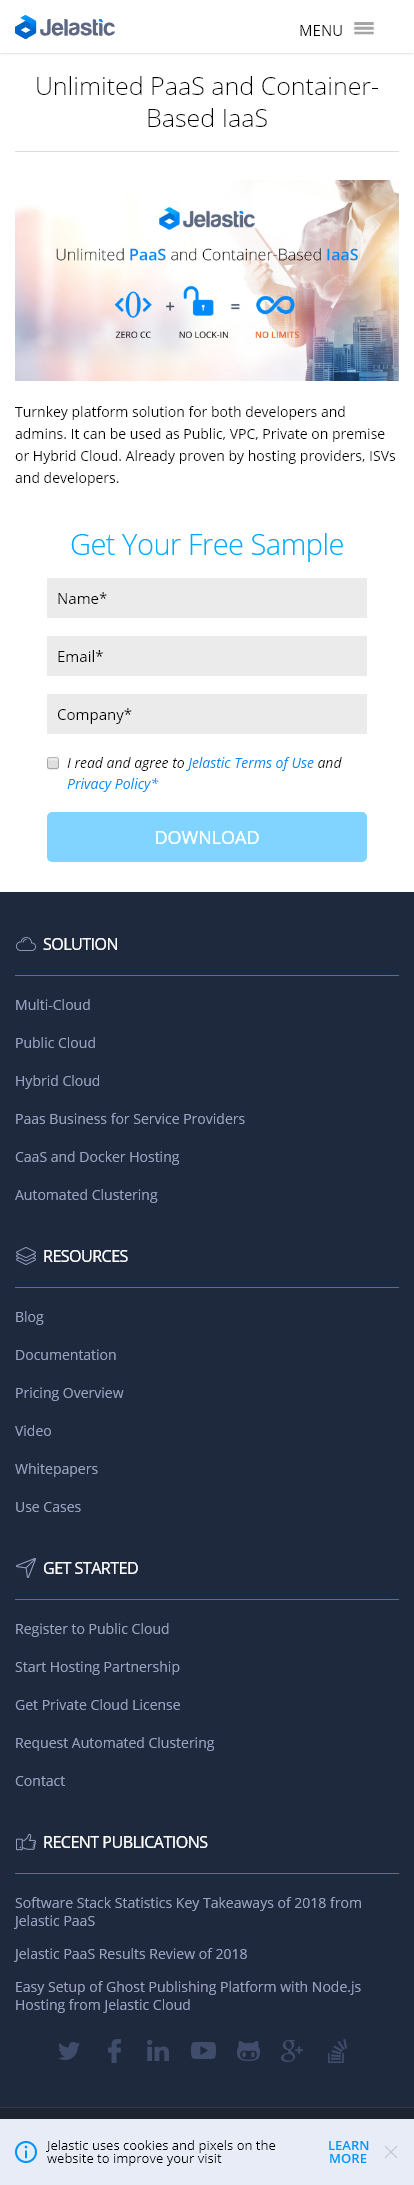 Jelastic
MENU
Unlimited PaaS and Container-
Based IaaS
Jelastic
Unlimited PaaS and Container-Based IaaS
+ =
ZERO CC NO LOCK-IN NO LIMITS
Turnkey platform solution for both developers and
admins. It can be used as Public, VPC, Private on premise
or Hybrid Cloud. Already proven by hosting providers, ISVs
and developers.
Get Your Free Sample
Name*
Email*
Company*
I read and agree to Jelastic Terms of Use and
Privacy Policy*
DOWNLOAD
SOLUTION
Multi-Cloud
Public Cloud
Hybrid Cloud
Paas Business for Service Providers
CaaS and Docker Hosting
Automated Clustering
RESOURCES
Blog
Documentation
Pricing Overview
Video
Whitepapers
Use Cases
GET STARTED
Register to Public Cloud
Start Hosting Partnership
Get Private Cloud License
Request Automated Clustering
Contact
RECENT PUBLICATIONS
Software Stack Statistics Key Takeaways of 2018 from
Jelastic PaaS
Jelastic PaaS Results Review of 2018
Easy Setup of Ghost Publishing Platform with Node.js
Hosting from Jelastic Cloud
Jelastic uses cookies and pixels on the
website to improve your visit
LEARN
MORE